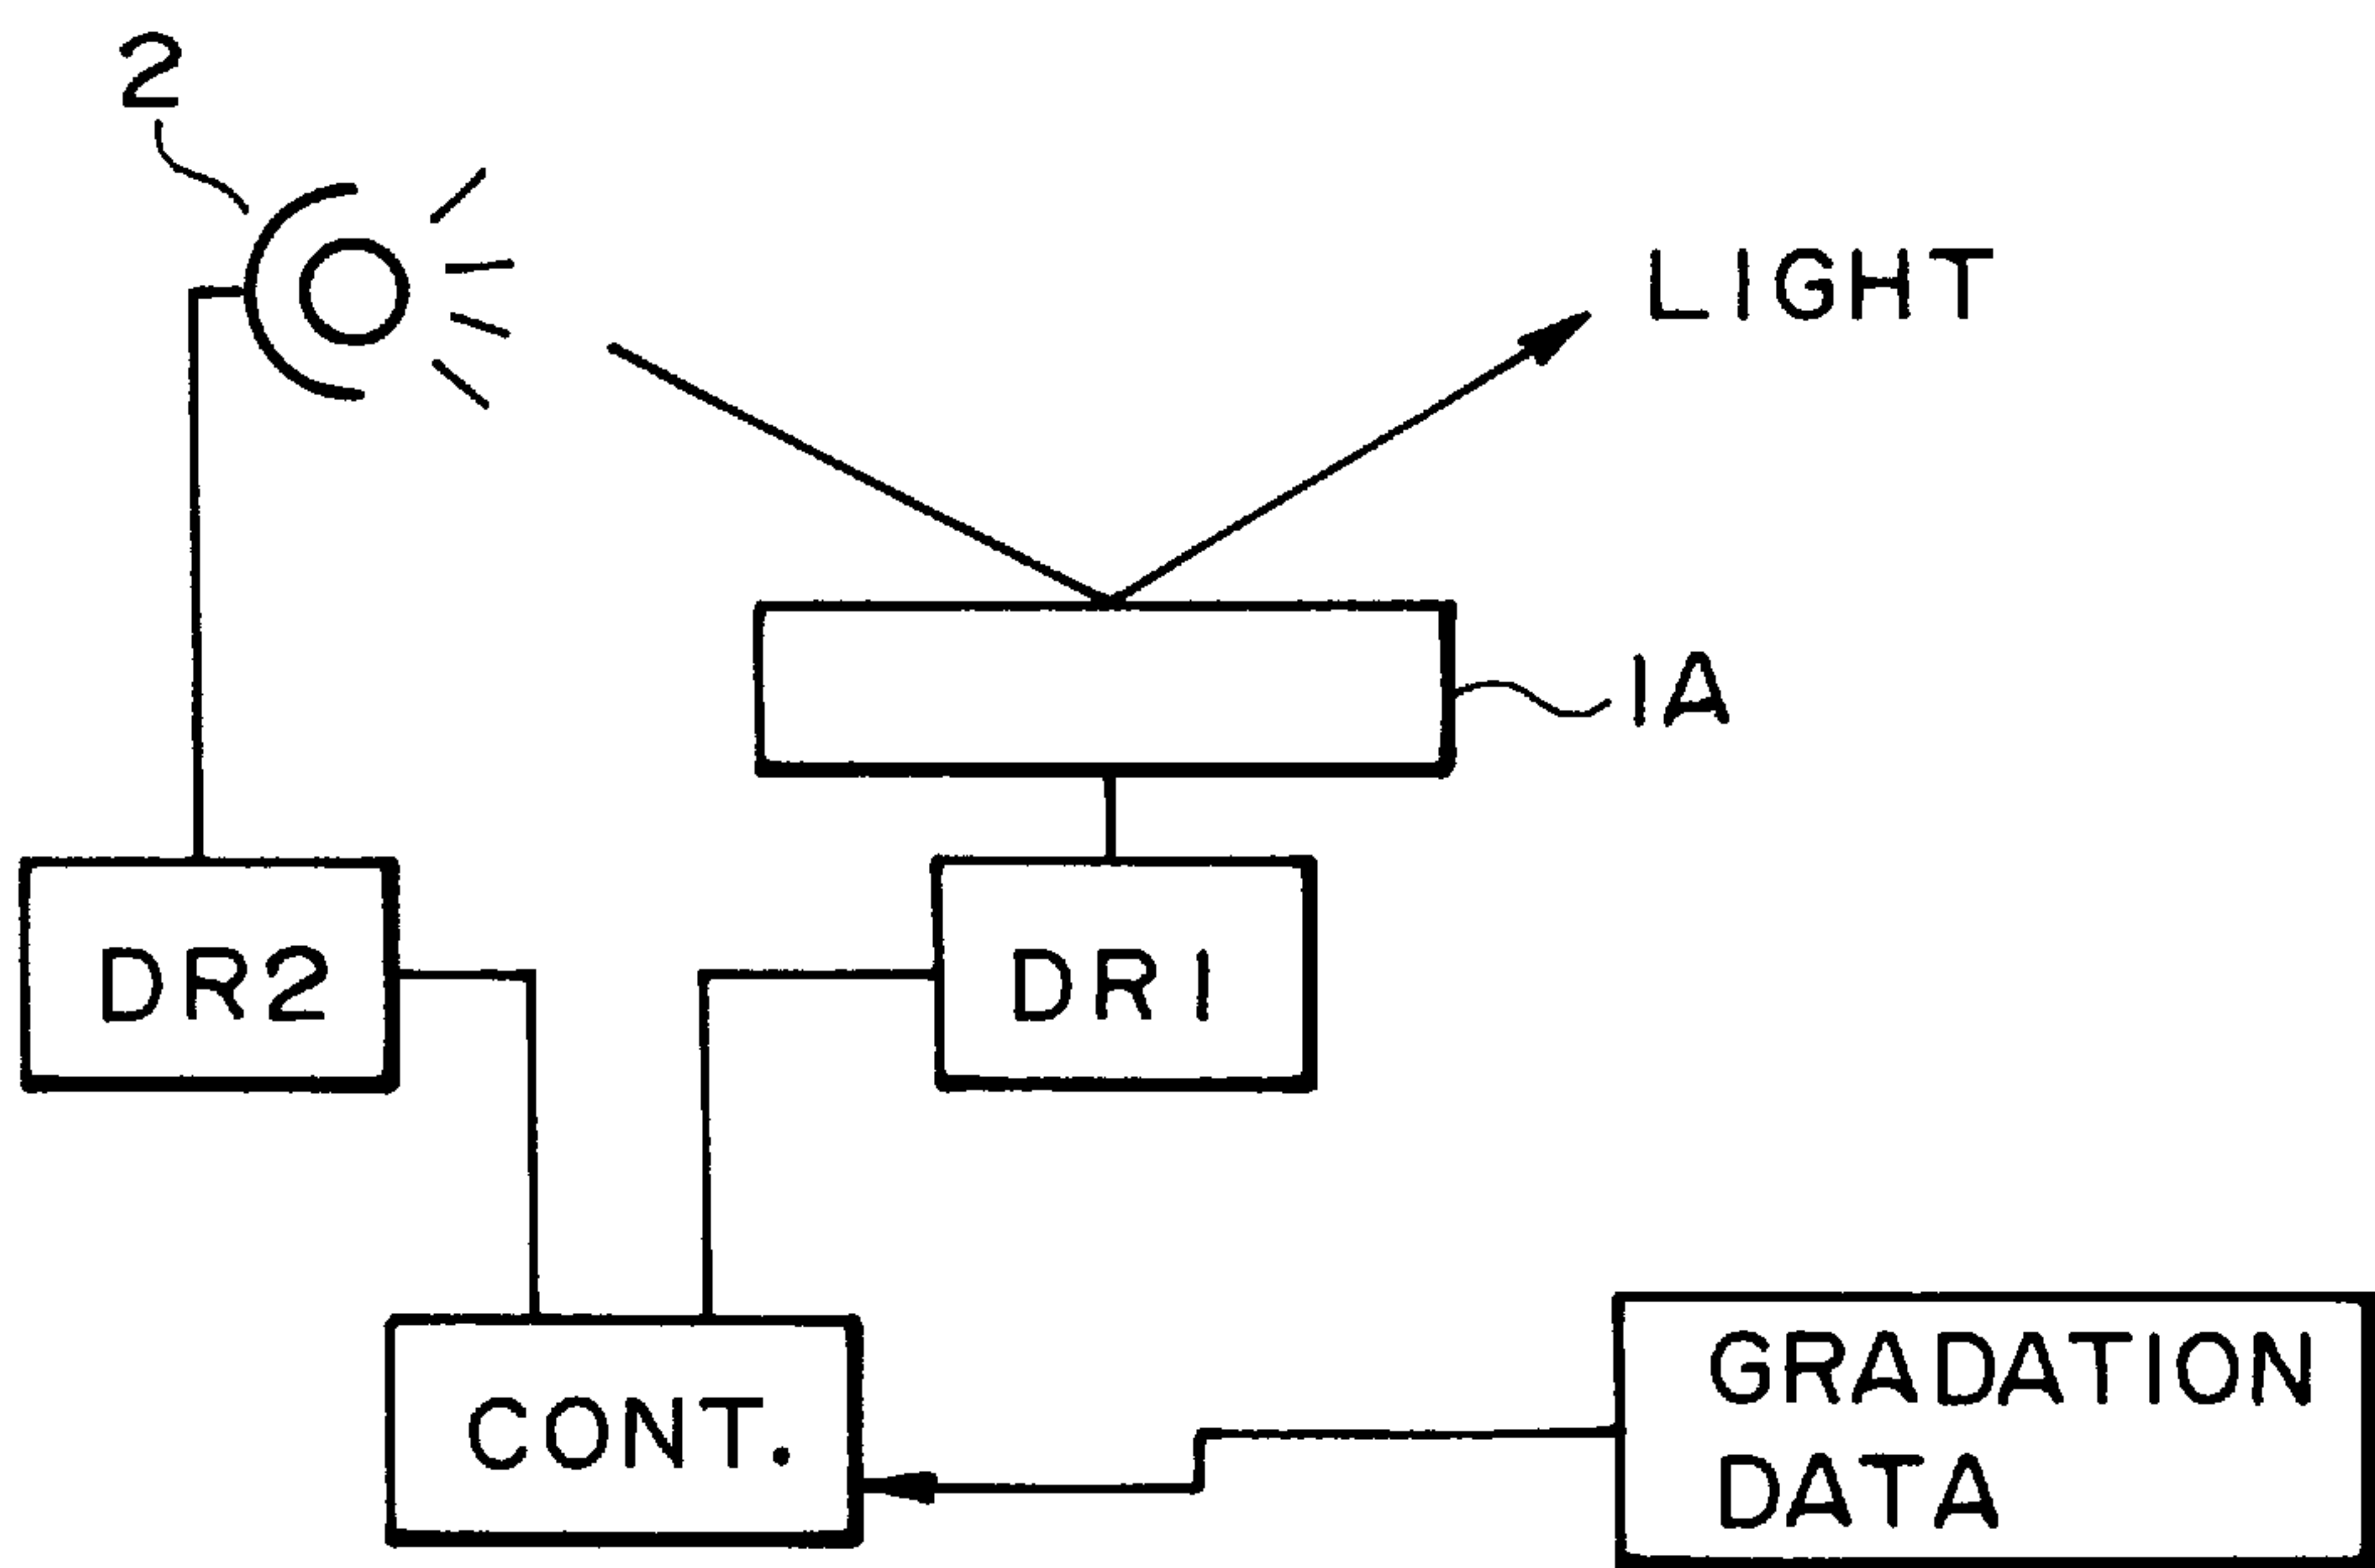 2
LIGHT
1A
DR2
DR1
CONT.
GRADATION
DATA